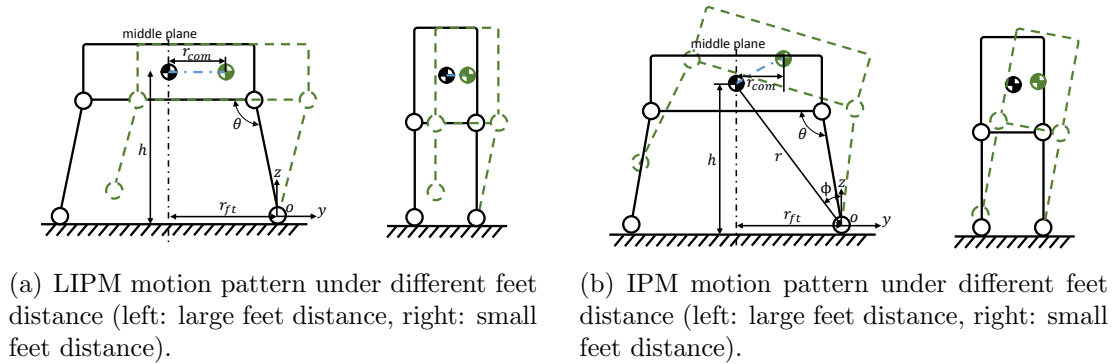 middle plane
r_com
θ
h
z
r_ft
o
y
middle plane
r_com
θ
h
r
ϕ
z
r_ft
o
y
(a) LIPM motion pattern under different feet
distance (left: large feet distance, right: small
feet distance).
(b) IPM motion pattern under different feet
distance (left: large feet distance, right: small
feet distance).